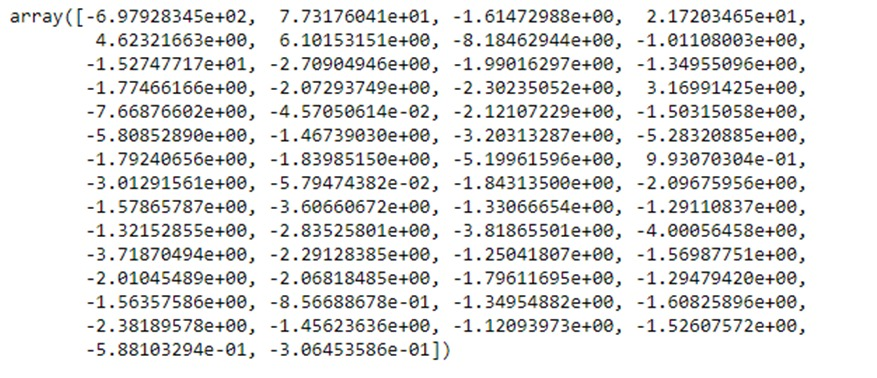 array([-6.97928345e+02, 7.73176041e+01, -1.61472988e+00, 2.17203465e+01,
4.62321663e+00, 6.10153151e+00, -8.18462944e+00, -1.01108003e+00,
-1.52747717e+01, -2.70904946e+00, -1.99016297e+00, -1.34955096e+00,
-1.77466166e+00, -2.07293749e+00, -2.30235052e+00, 3.16991425e+00,
-7.66876602e+00, -4.57050614e-02, -2.12107229e+00, -1.50315058e+00,
-5.80852890e+00, -1.46739030e+00, -3.20313287e+00, -5.28320885e+00,
-1.79240656e+00, -1.83985150e+00, -5.19961596e+00, 9.93070304e-01,
-3.01291561e+00, -5.79474382e-02, -1.84313500e+00, -2.09675956e+00,
-1.57865787e+00, -3.60660672e+00, -1.33066654e+00, -1.29110837e+00,
-1.32152855e+00, -2.83525801e+00, -3.81865501e+00, -4.00056458e+00,
-3.71870494e+00, -2.29128385e+00, -1.25041807e+00, -1.56987751e+00,
-2.01045489e+00, -2.06818485e+00, -1.79611695e+00, -1.29479420e+00,
-1.56357586e+00, -8.56688678e-01, -1.34954882e+00, -1.60825896e+00,
-2.38189578e+00, -1.45623636e+00, -1.12093973e+00, -1.52607572e+00,
-5.88103294e-01, -3.06453586e-01])